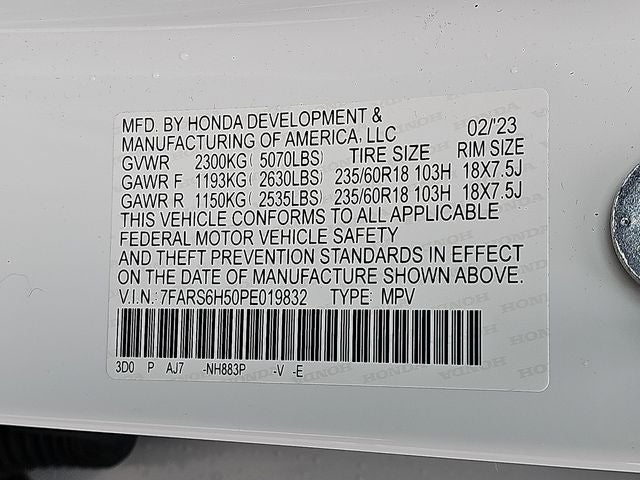 MFD. BY HONDA DEVELOPMENT &
MANUFACTURING OF AMERICA, LLC 02/'23
GVWR 2300KG ( 5070LBS) TIRE SIZE RIM SIZE
GAWR F 1193KG ( 2630LBS) 235/60R18 103H 18X7.5J
GAWR R 1150KG ( 2535LBS) 235/60R18 103H 18X7.5J
THIS VEHICLE CONFORMS TO ALL APPLICABLE
FEDERAL MOTOR VEHICLE SAFETY
AND THEFT PREVENTION STANDARDS IN EFFECT
ON THE DATE OF MANUFACTURE SHOWN ABOVE.
V.I.N.: 7FARS6H50PE019832 TYPE: MPV
3D0 P AJ7 -NH883P -V -E